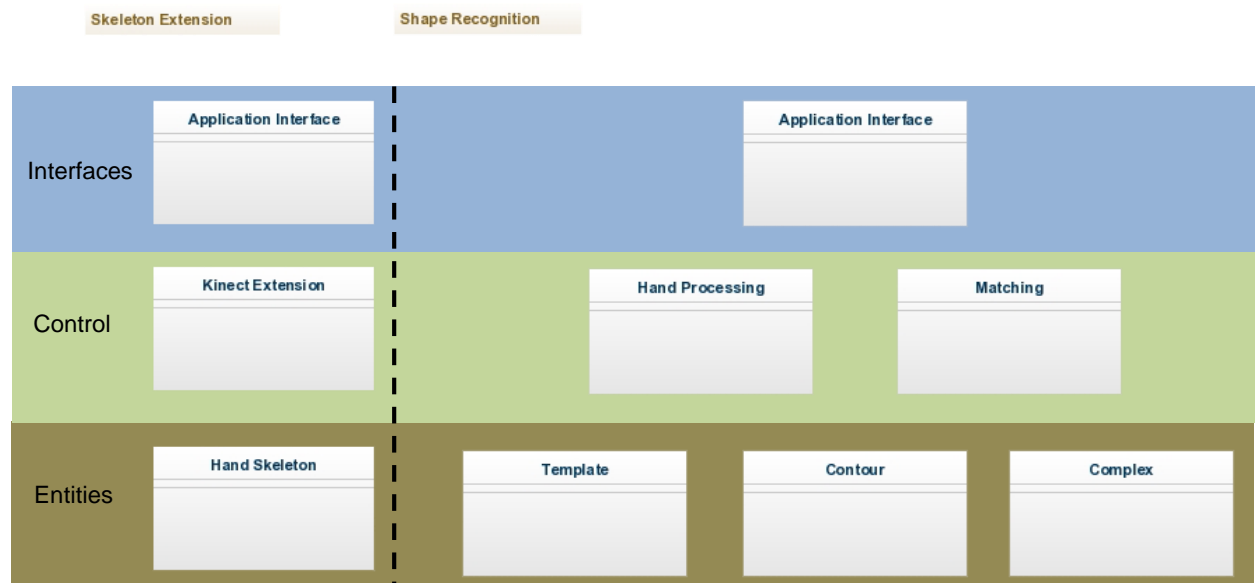 Skeleton Extension
Shape Recognition
Interfaces
Application Interface
Application Interface
Control
Kinect Extension
Hand Processing
Matching
Entities
Hand Skeleton
Template
Contour
Complex